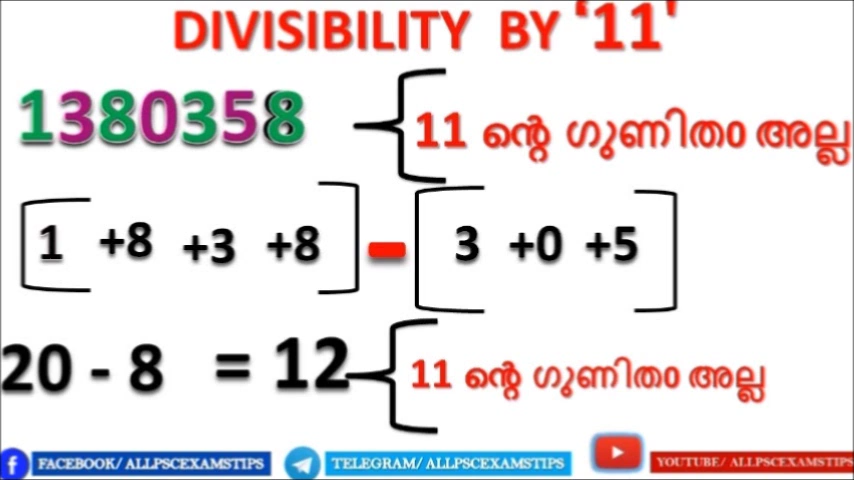 DIVISIBILITY BY '11'
1380358
11 ന്റെ ഗുണിതം അല്ല
1 +8 +3 +8 - 3 +0 +5
20 - 8 = 12
11 ന്റെ ഗുണിതം അല്ല
FACEBOOK/ ALLPSCEXAMSTIPS
TELEGRAM/ ALLPSCEXAMSTIPS
YOUTUBE/ ALLPSCEXAMSTIPS